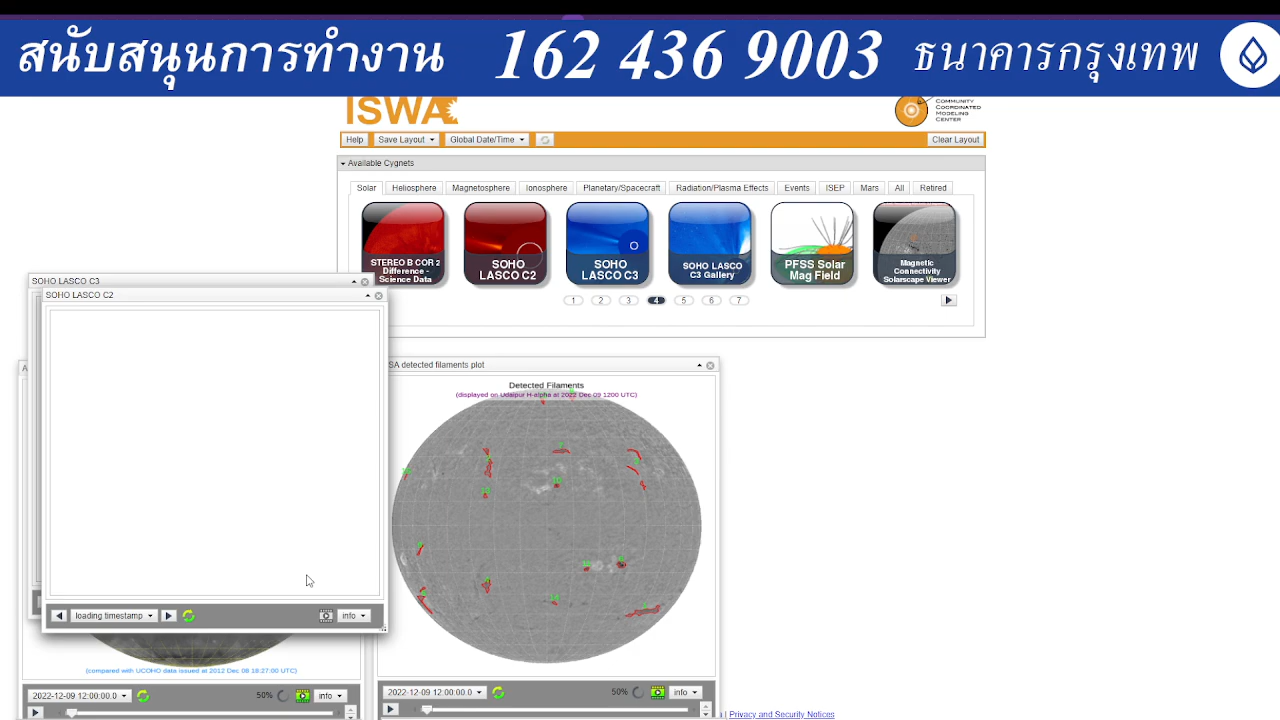 สนับสนุนการทำงาน 162 436 9003 ธนาคารกรุงเทพ
ISWA
COMMUNITY
COORDINATED
MODELING
CENTER
Help Save Layout Global Date/Time Clear Layout
Available Cygnets
Solar Heliosphere Magnetosphere Ionosphere Planetary/Spacecraft Radiation/Plasma Effects Events ISEP Mars All Retired
STEREO B COR 2
Difference -
Science Data
SOHO
LASCO C2
SOHO
LASCO C3
SOHO LASCO
C3 Gallery
PFSS Solar
Mag Field
Magnetic
Connectivity
Solarscape Viewer
1 2 3 4 5 6 7
SOHO LASCO C3
SOHO LASCO C2
loading timestamp info
A
SA detected filaments plot
Detected Filaments
(displayed on Udaipur H-alpha at 2022 Dec 09 1200 UTC)
(compared with UCOHO data issued at 2012 Dec 08 18:27:00 UTC)
2022-12-09 12:00:00.0 50% info
2022-12-09 12:00:00.0 50% info
| Privacy and Security Notices